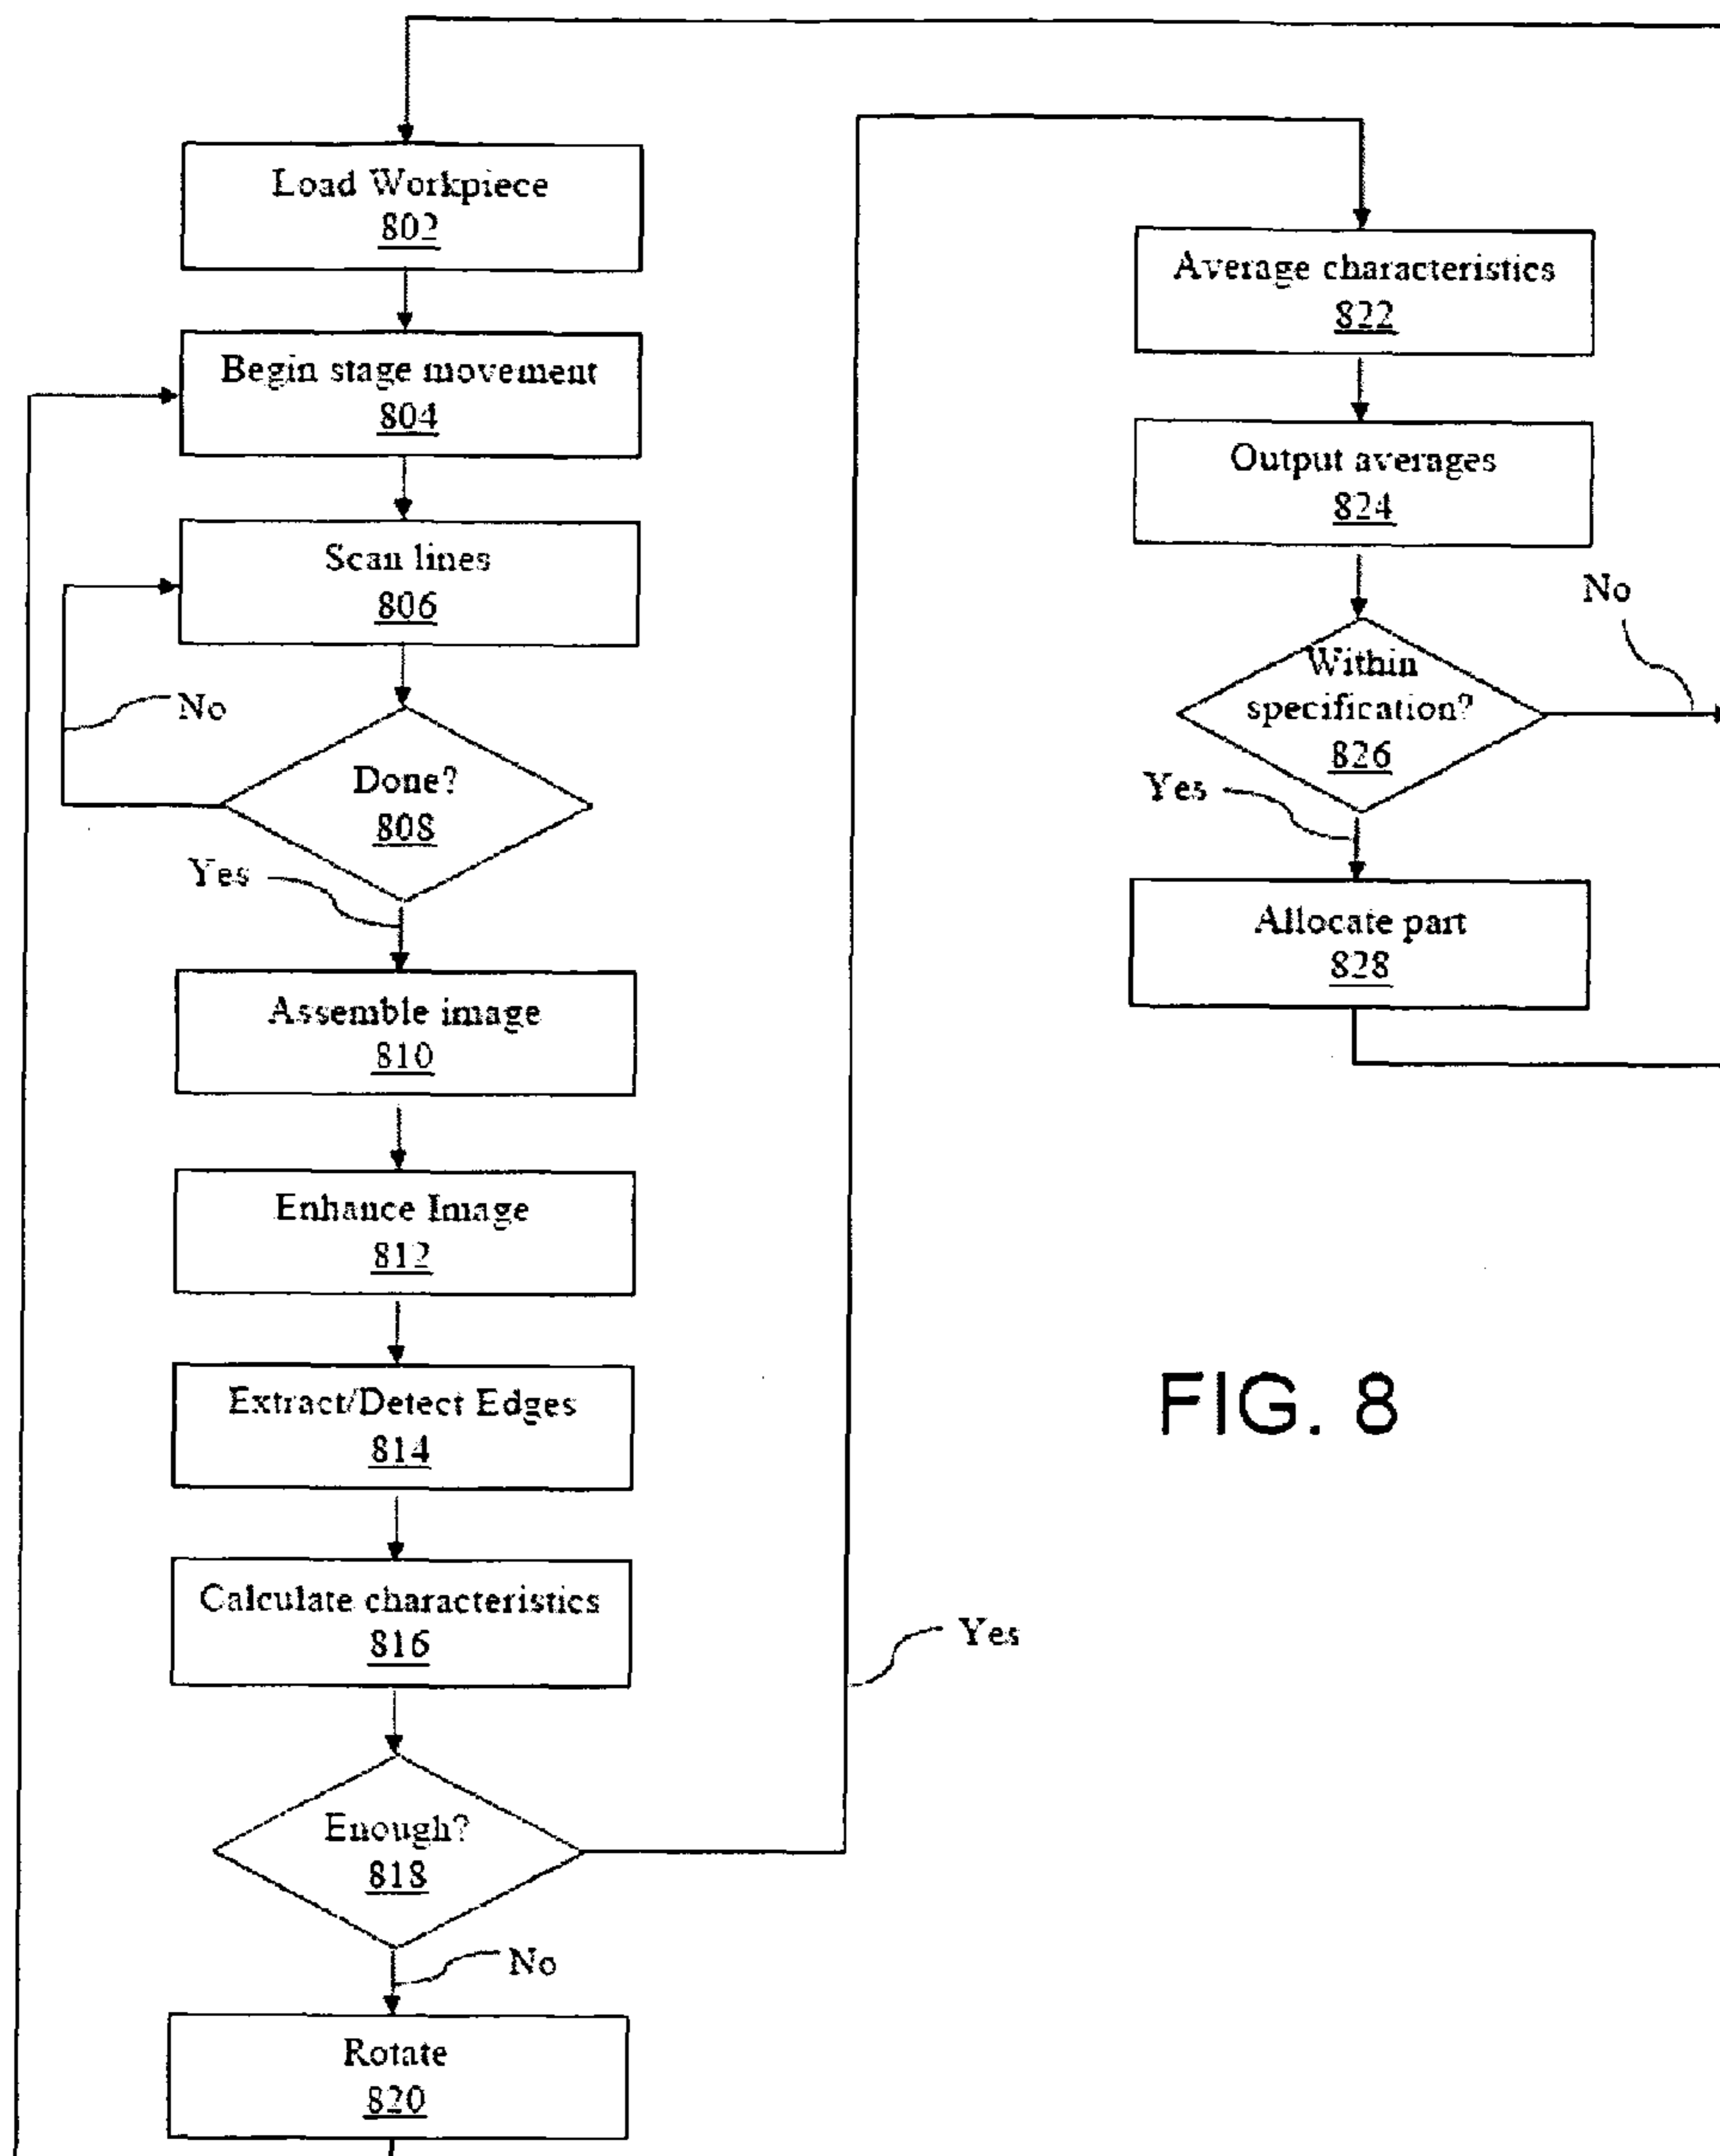 Load Workpiece
802
Begin stage movement
804
Scan lines
806
No
Done?
808
Yes
Assemble image
810
Enhance Image
812
Extract/Detect Edges
814
Calculate characteristics
816
Yes
Enough?
818
No
Rotate
820
Average characteristics
822
Output averages
824
No
Within
specification?
826
Yes
Allocate part
828
FIG. 8